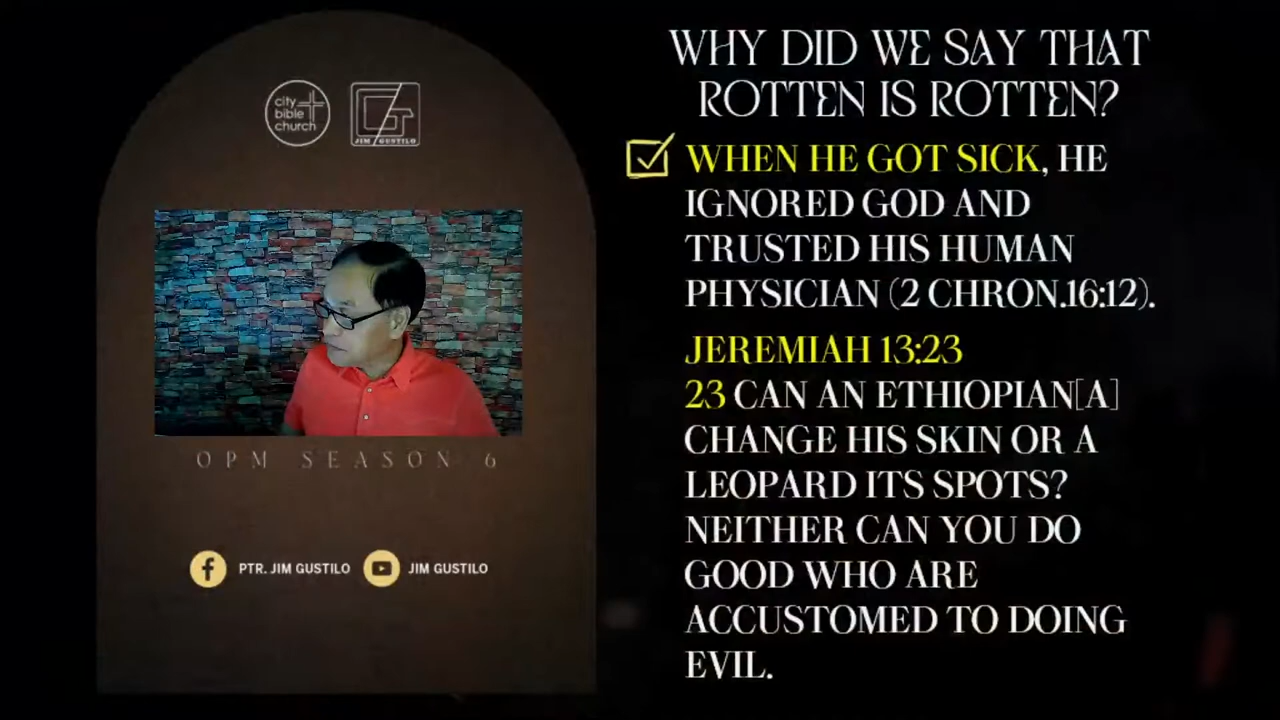 city
bible
church
JIM GUSTILO
OPM SEASON 6
PTR. JIM GUSTILO
JIM GUSTILO
WHY DID WE SAY THAT
ROTTEN IS ROTTEN?
WHEN HE GOT SICK, HE
IGNORED GOD AND
TRUSTED HIS HUMAN
PHYSICIAN (2 CHRON.16:12).
JEREMIAH 13:23
23 CAN AN ETHIOPIAN[A]
CHANGE HIS SKIN OR A
LEOPARD ITS SPOTS?
NEITHER CAN YOU DO
GOOD WHO ARE
ACCUSTOMED TO DOING
EVIL.